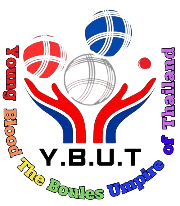 Y.B.U.T
Young Blood The Boules Umpire of Thailand